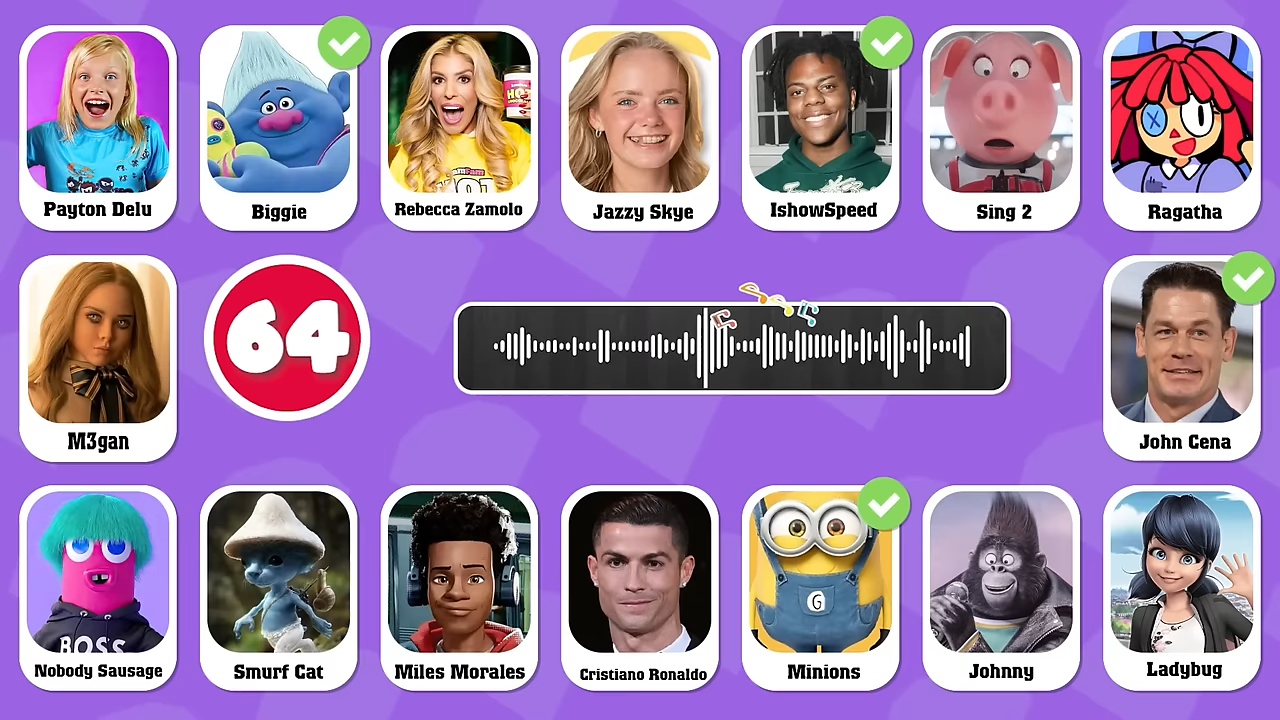 Payton Delu
Biggie
Rebecca Zamolo
Jazzy Skye
IshowSpeed
Sing 2
Ragatha
M3gan
64
John Cena
BOSS
Nobody Sausage
Smurf Cat
Miles Morales
Cristiano Ronaldo
G
Minions
Johnny
Ladybug